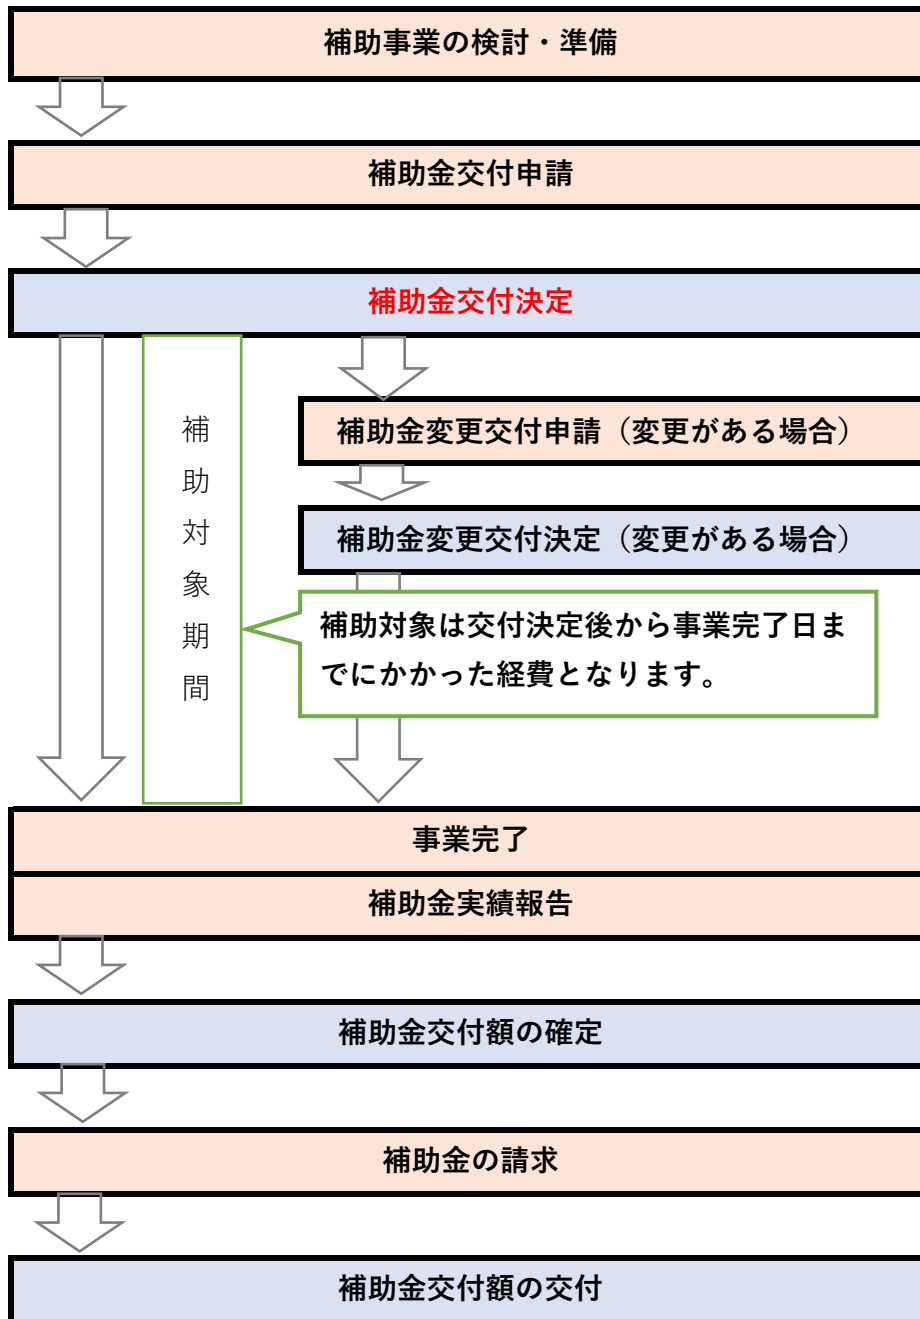 補助事業の検討・準備
補助金交付申請
補助金交付決定
補助対象期間
補助金変更交付申請（変更がある場合）
補助金変更交付決定（変更がある場合）
補助対象は交付決定後から事業完了日ま
でにかかった経費となります。
事業完了
補助金実績報告
補助金交付額の確定
補助金の請求
補助金交付額の交付